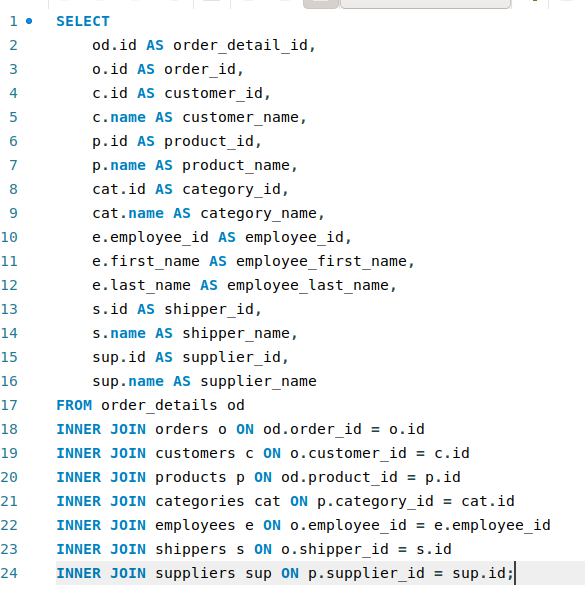 1 SELECT
2 od.id AS order_detail_id,
3 o.id AS order_id,
4 c.id AS customer_id,
5 c.name AS customer_name,
6 p.id AS product_id,
7 p.name AS product_name,
8 cat.id AS category_id,
9 cat.name AS category_name,
10 e.employee_id AS employee_id,
11 e.first_name AS employee_first_name,
12 e.last_name AS employee_last_name,
13 s.id AS shipper_id,
14 s.name AS shipper_name,
15 sup.id AS supplier_id,
16 sup.name AS supplier_name
17 FROM order_details od
18 INNER JOIN orders o ON od.order_id = o.id
19 INNER JOIN customers c ON o.customer_id = c.id
20 INNER JOIN products p ON od.product_id = p.id
21 INNER JOIN categories cat ON p.category_id = cat.id
22 INNER JOIN employees e ON o.employee_id = e.employee_id
23 INNER JOIN shippers s ON o.shipper_id = s.id
24 INNER JOIN suppliers sup ON p.supplier_id = sup.id;